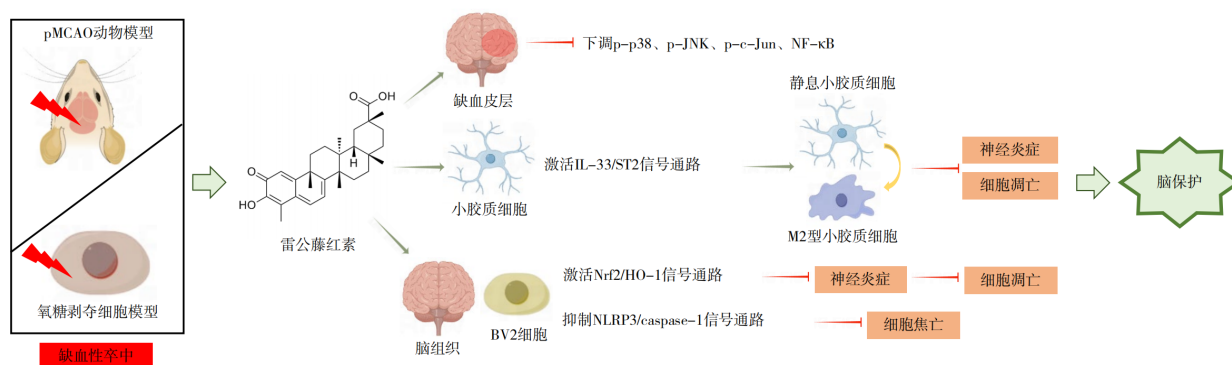 pMCAO动物模型
氧糖剥夺细胞模型
缺血性卒中
O
OH
H
O
HO
雷公藤红素
缺血皮层
下调p-p38、p-JNK、p-c-Jun、NF-κB
小胶质细胞
激活IL-33/ST2信号通路
静息小胶质细胞
M2型小胶质细胞
神经炎症
细胞凋亡
脑组织
BV2细胞
激活Nrf2/HO-1信号通路
神经炎症
细胞凋亡
抑制NLRP3/caspase-1信号通路
细胞焦亡
脑保护